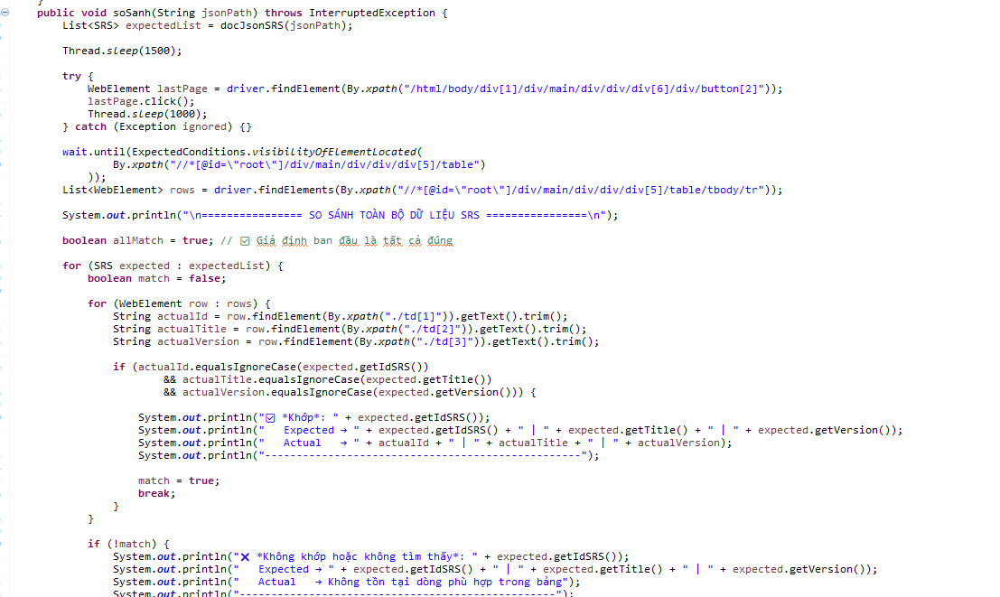 }
public void soSanh(String jsonPath) throws InterruptedException {
List<SRS> expectedList = docJsonSRS(jsonPath);
Thread.sleep(1500);
try {
WebElement lastPage = driver.findElement(By.xpath("/html/body/div[1]/div/main/div/div/div[6]/div/button[2]"));
lastPage.click();
Thread.sleep(1000);
} catch (Exception ignored) {}
wait.until(ExpectedConditions.visibilityOfElementLocated(
By.xpath("//*[@id=\"root\"]/div/main/div/div/div[5]/table")
));
List<WebElement> rows = driver.findElements(By.xpath("//*[@id=\"root\"]/div/main/div/div/div[5]/table/tbody/tr"));
System.out.println("\n================ SO SÁNH TOÀN BỘ DỮ LIỆU SRS ================\n");
boolean allMatch = true; // ✅ Giả định ban đầu là tất cả đúng
for (SRS expected : expectedList) {
boolean match = false;
for (WebElement row : rows) {
String actualId = row.findElement(By.xpath("./td[1]")).getText().trim();
String actualTitle = row.findElement(By.xpath("./td[2]")).getText().trim();
String actualVersion = row.findElement(By.xpath("./td[3]")).getText().trim();
if (actualId.equalsIgnoreCase(expected.getIdSRS())
&& actualTitle.equalsIgnoreCase(expected.getTitle())
&& actualVersion.equalsIgnoreCase(expected.getVersion())) {
System.out.println("✅ *Khớp*: " + expected.getIdSRS());
System.out.println("   Expected → " + expected.getIdSRS() + " | " + expected.getTitle() + " | " + expected.getVersion());
System.out.println("   Actual   → " + actualId + " | " + actualTitle + " | " + actualVersion);
System.out.println("--------------------------------------------------");
match = true;
break;
}
}
if (!match) {
System.out.println("❌ *Không khớp hoặc không tìm thấy*: " + expected.getIdSRS());
System.out.println("   Expected → " + expected.getIdSRS() + " | " + expected.getTitle() + " | " + expected.getVersion());
System.out.println("   Actual   → Không tồn tại dòng phù hợp trong bảng");
System.out.println("--------------------------------------------------");